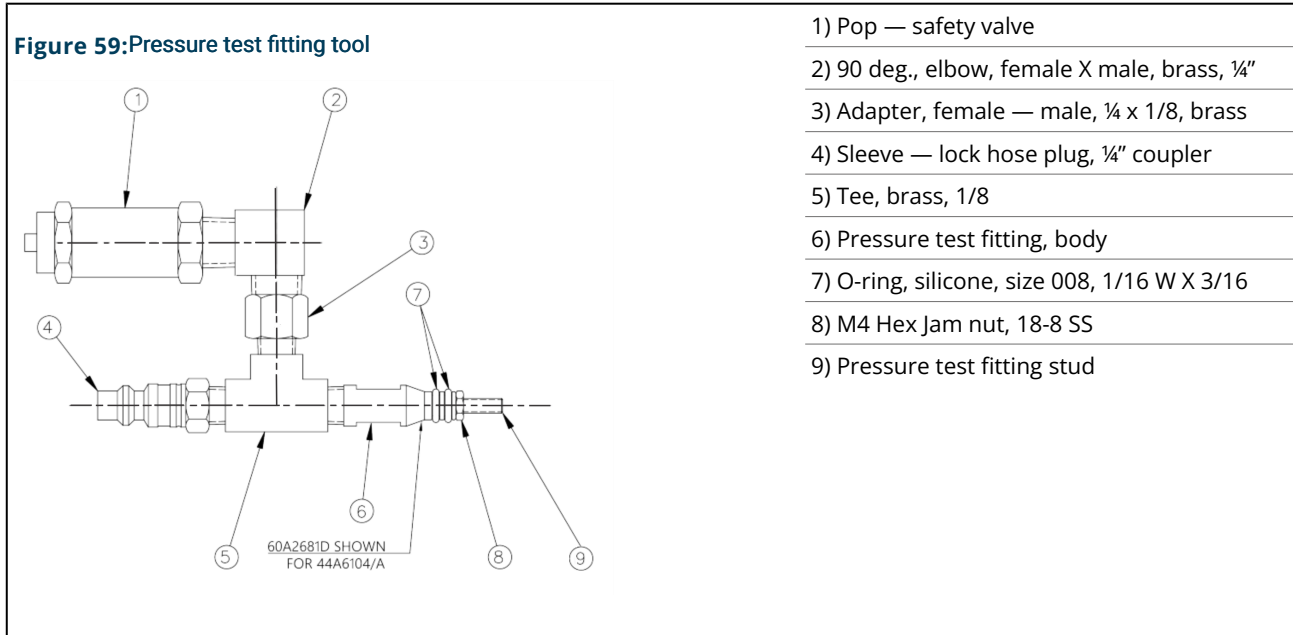 Figure 59:Pressure test fitting tool
1
2
3
4
7
6
5
60A2681D SHOWN
FOR 44A6104/A
8
9
1) Pop — safety valve
2) 90 deg., elbow, female X male, brass, ¼”
3) Adapter, female — male, ¼ x 1/8, brass
4) Sleeve — lock hose plug, ¼” coupler
5) Tee, brass, 1/8
6) Pressure test fitting, body
7) O-ring, silicone, size 008, 1/16 W X 3/16
8) M4 Hex Jam nut, 18-8 SS
9) Pressure test fitting stud